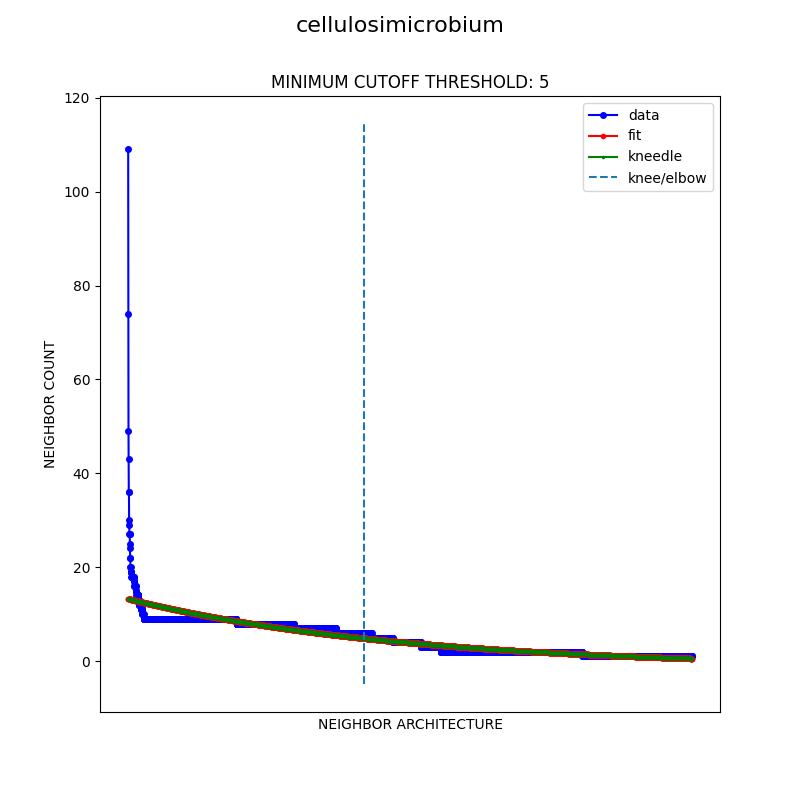 cellulosimicrobium
MINIMUM CUTOFF THRESHOLD: 5
120
100
80
60
40
20
0
NEIGHBOR COUNT
data
fit
kneedle
knee/elbow
NEIGHBOR ARCHITECTURE